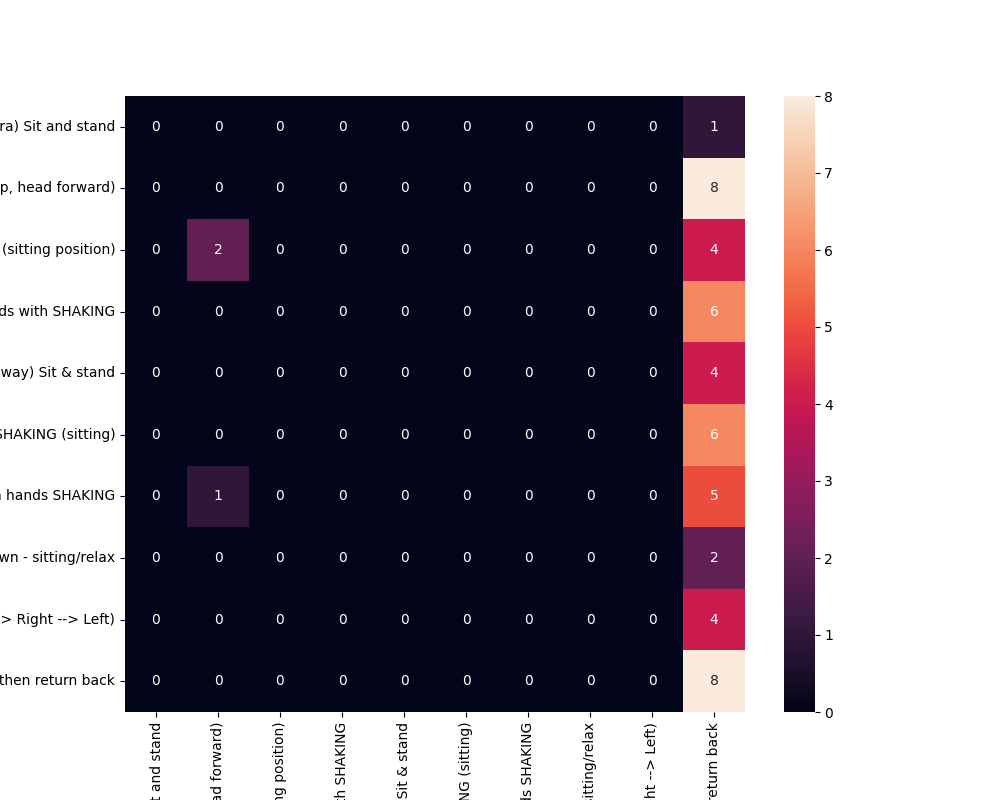 ra) Sit and stand 0 0 0 0 0 0 0 0 0 1
p, head forward) 0 0 0 0 0 0 0 0 0 8
(sitting position) 0 2 0 0 0 0 0 0 0 4
ds with SHAKING 0 0 0 0 0 0 0 0 0 6
way) Sit & stand 0 0 0 0 0 0 0 0 0 4
SHAKING (sitting) 0 0 0 0 0 0 0 0 0 6
hands SHAKING 0 1 0 0 0 0 0 0 0 5
wn - sitting/relax 0 0 0 0 0 0 0 0 0 2
> Right --> Left) 0 0 0 0 0 0 0 0 0 4
then return back 0 0 0 0 0 0 0 0 0 8
t and stand
ad forward)
ng position)
th SHAKING
Sit & stand
NG (sitting)
ds SHAKING
sitting/relax
ht --> Left)
return back
8
7
6
5
4
3
2
1
0